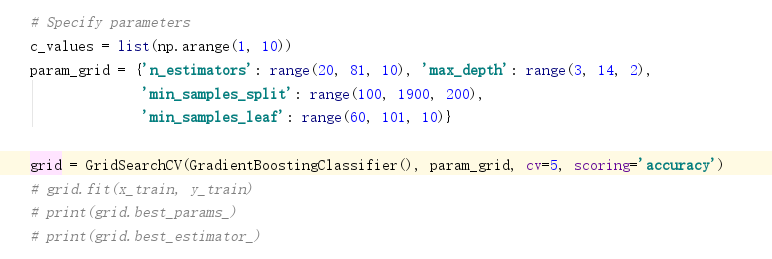 # Specify parameters
c_values = list(np.arange(1, 10))
param_grid = {'n_estimators': range(20, 81, 10), 'max_depth': range(3, 14, 2),
'min_samples_split': range(100, 1900, 200),
'min_samples_leaf': range(60, 101, 10)}
grid = GridSearchCV(GradientBoostingClassifier(), param_grid, cv=5, scoring='accuracy')
# grid.fit(x_train, y_train)
# print(grid.best_params_)
# print(grid.best_estimator_)